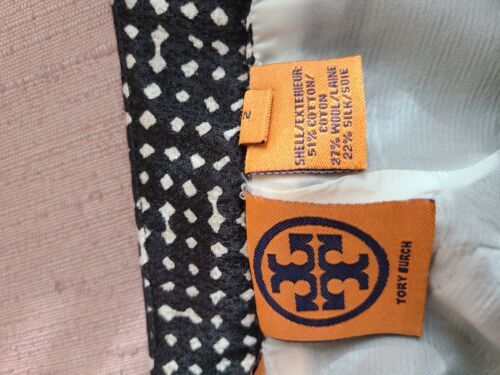 2
SHELL/EXTERIEUR:
51% COTTON/
COTON
27% WOOL/LAINE
22% SILK/SOIE
TORY BURCH